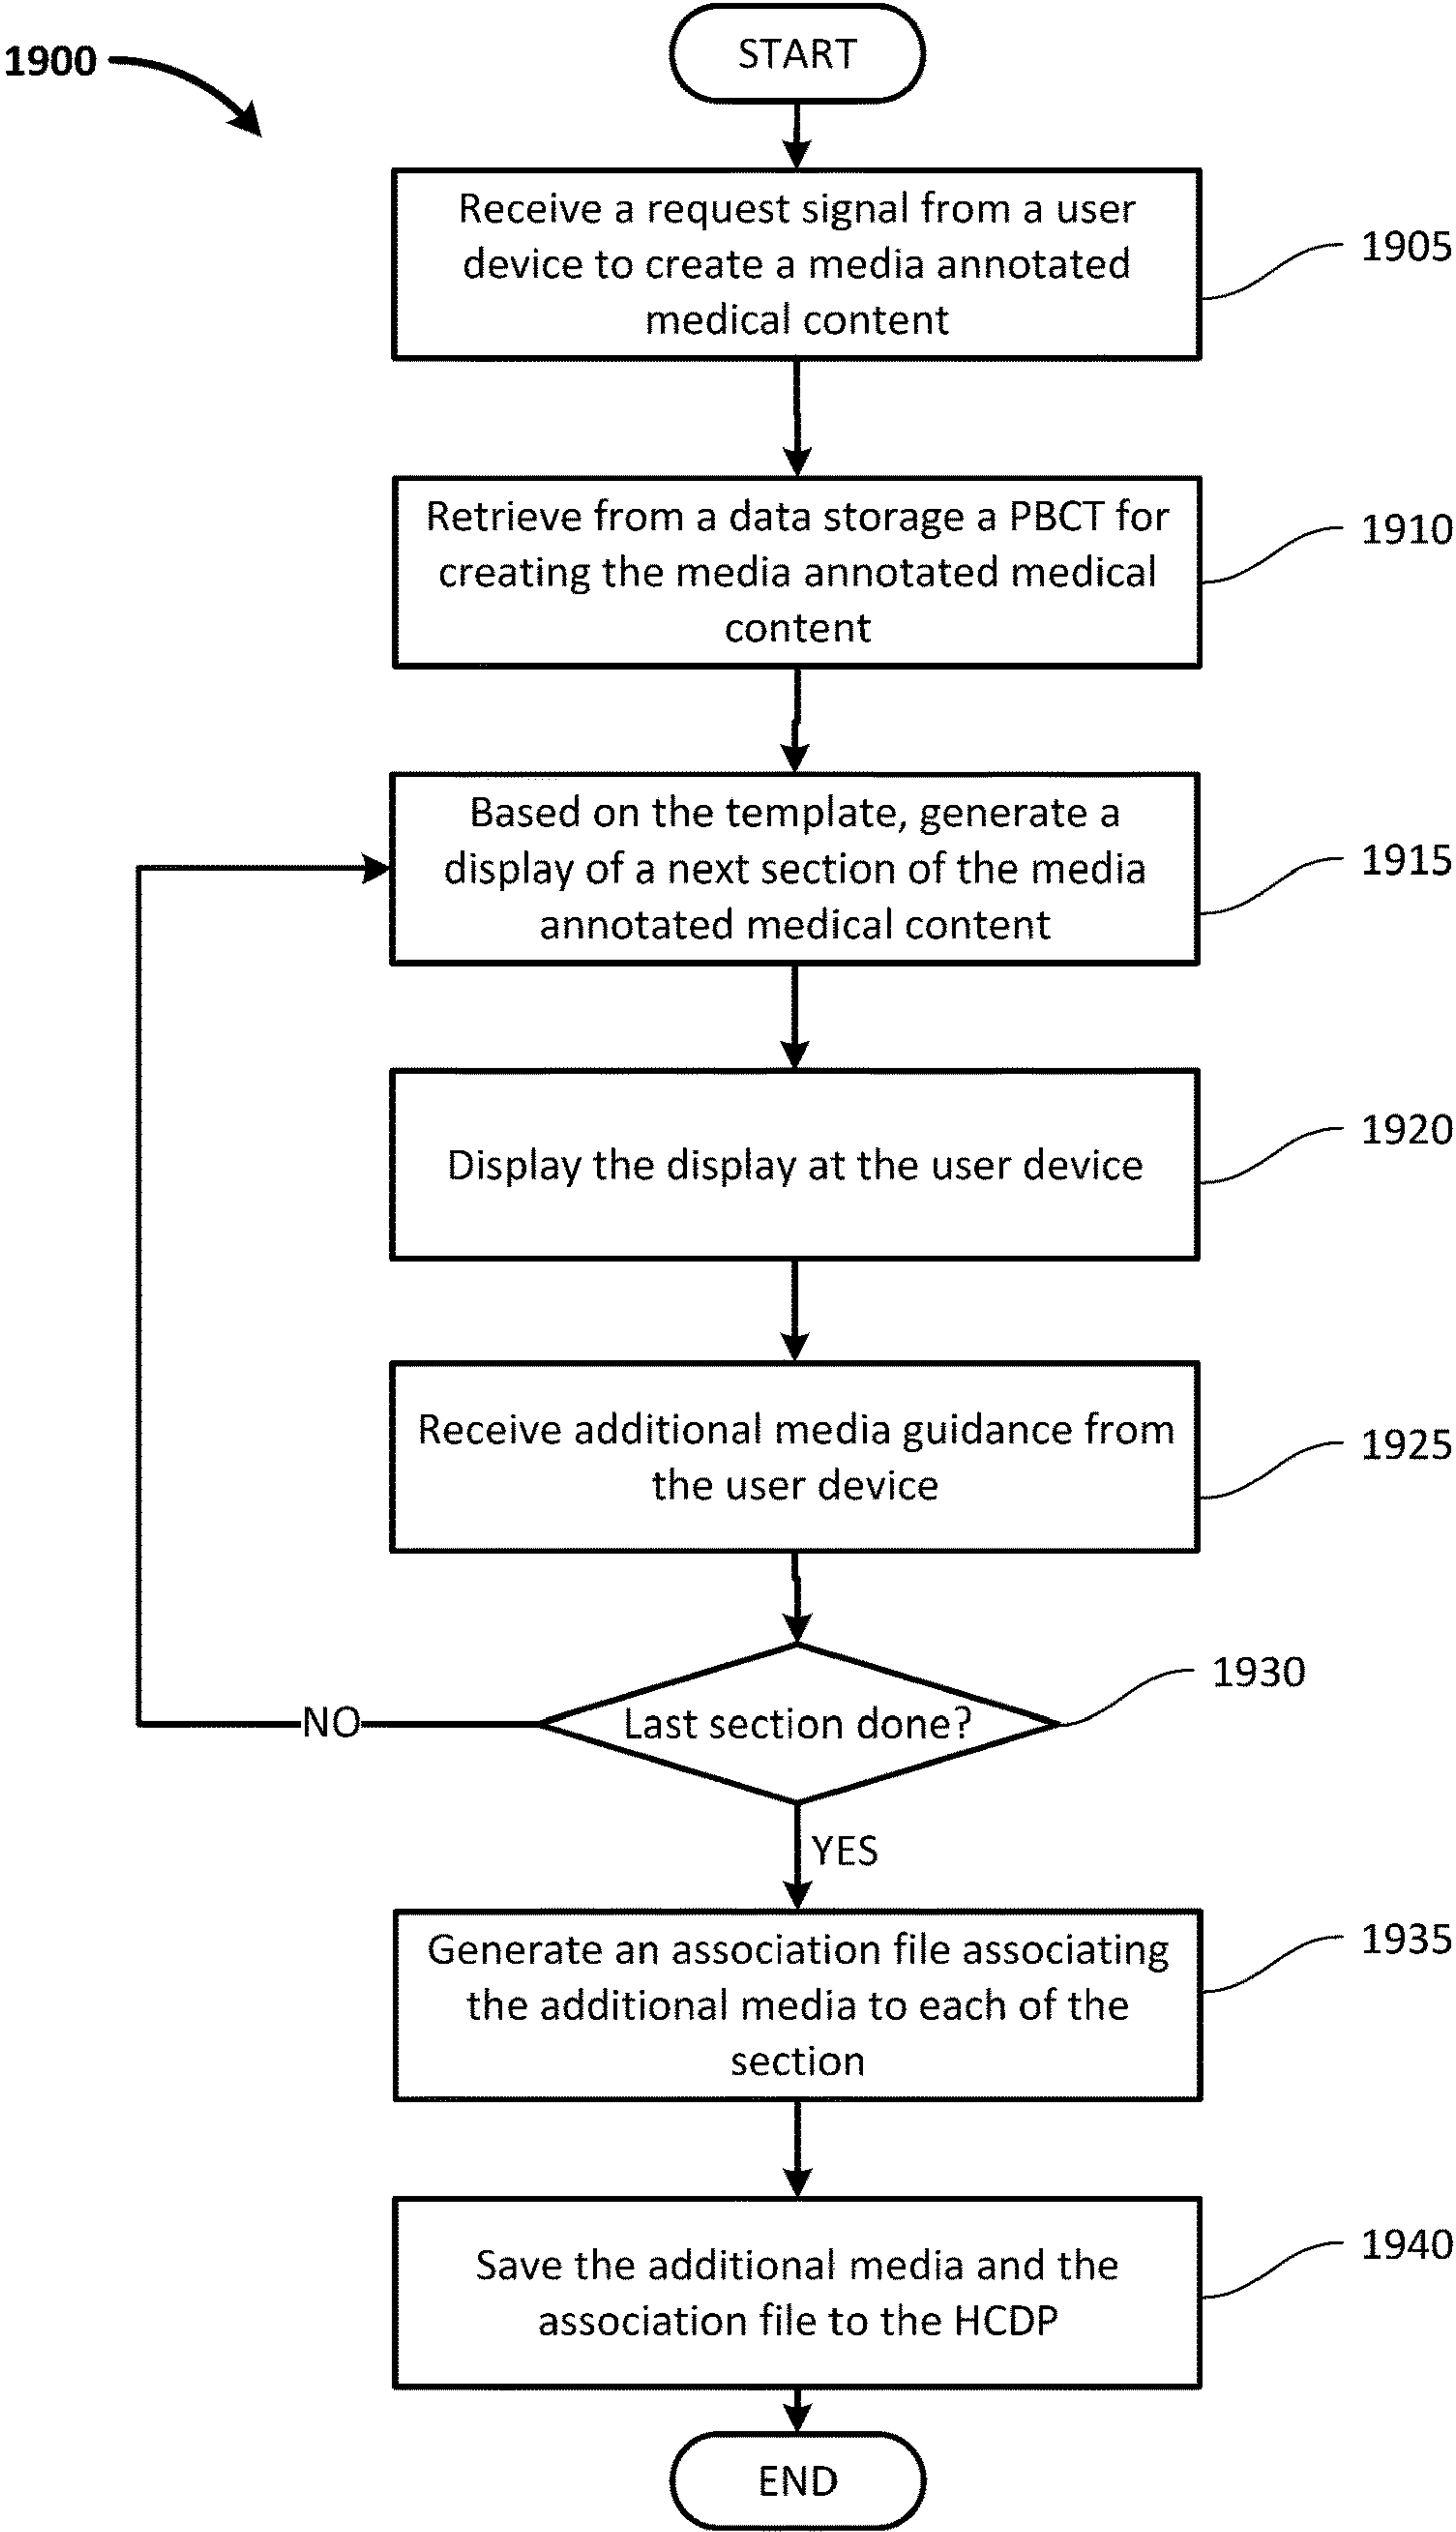 1900
START
Receive a request signal from a user
device to create a media annotated
medical content
1905
Retrieve from a data storage a PBCT for
creating the media annotated medical
content
1910
Based on the template, generate a
display of a next section of the media
annotated medical content
1915
Display the display at the user device
1920
Receive additional media guidance from
the user device
1925
Last section done?
1930
NO
YES
Generate an association file associating
the additional media to each of the
section
1935
Save the additional media and the
association file to the HCDP
1940
END